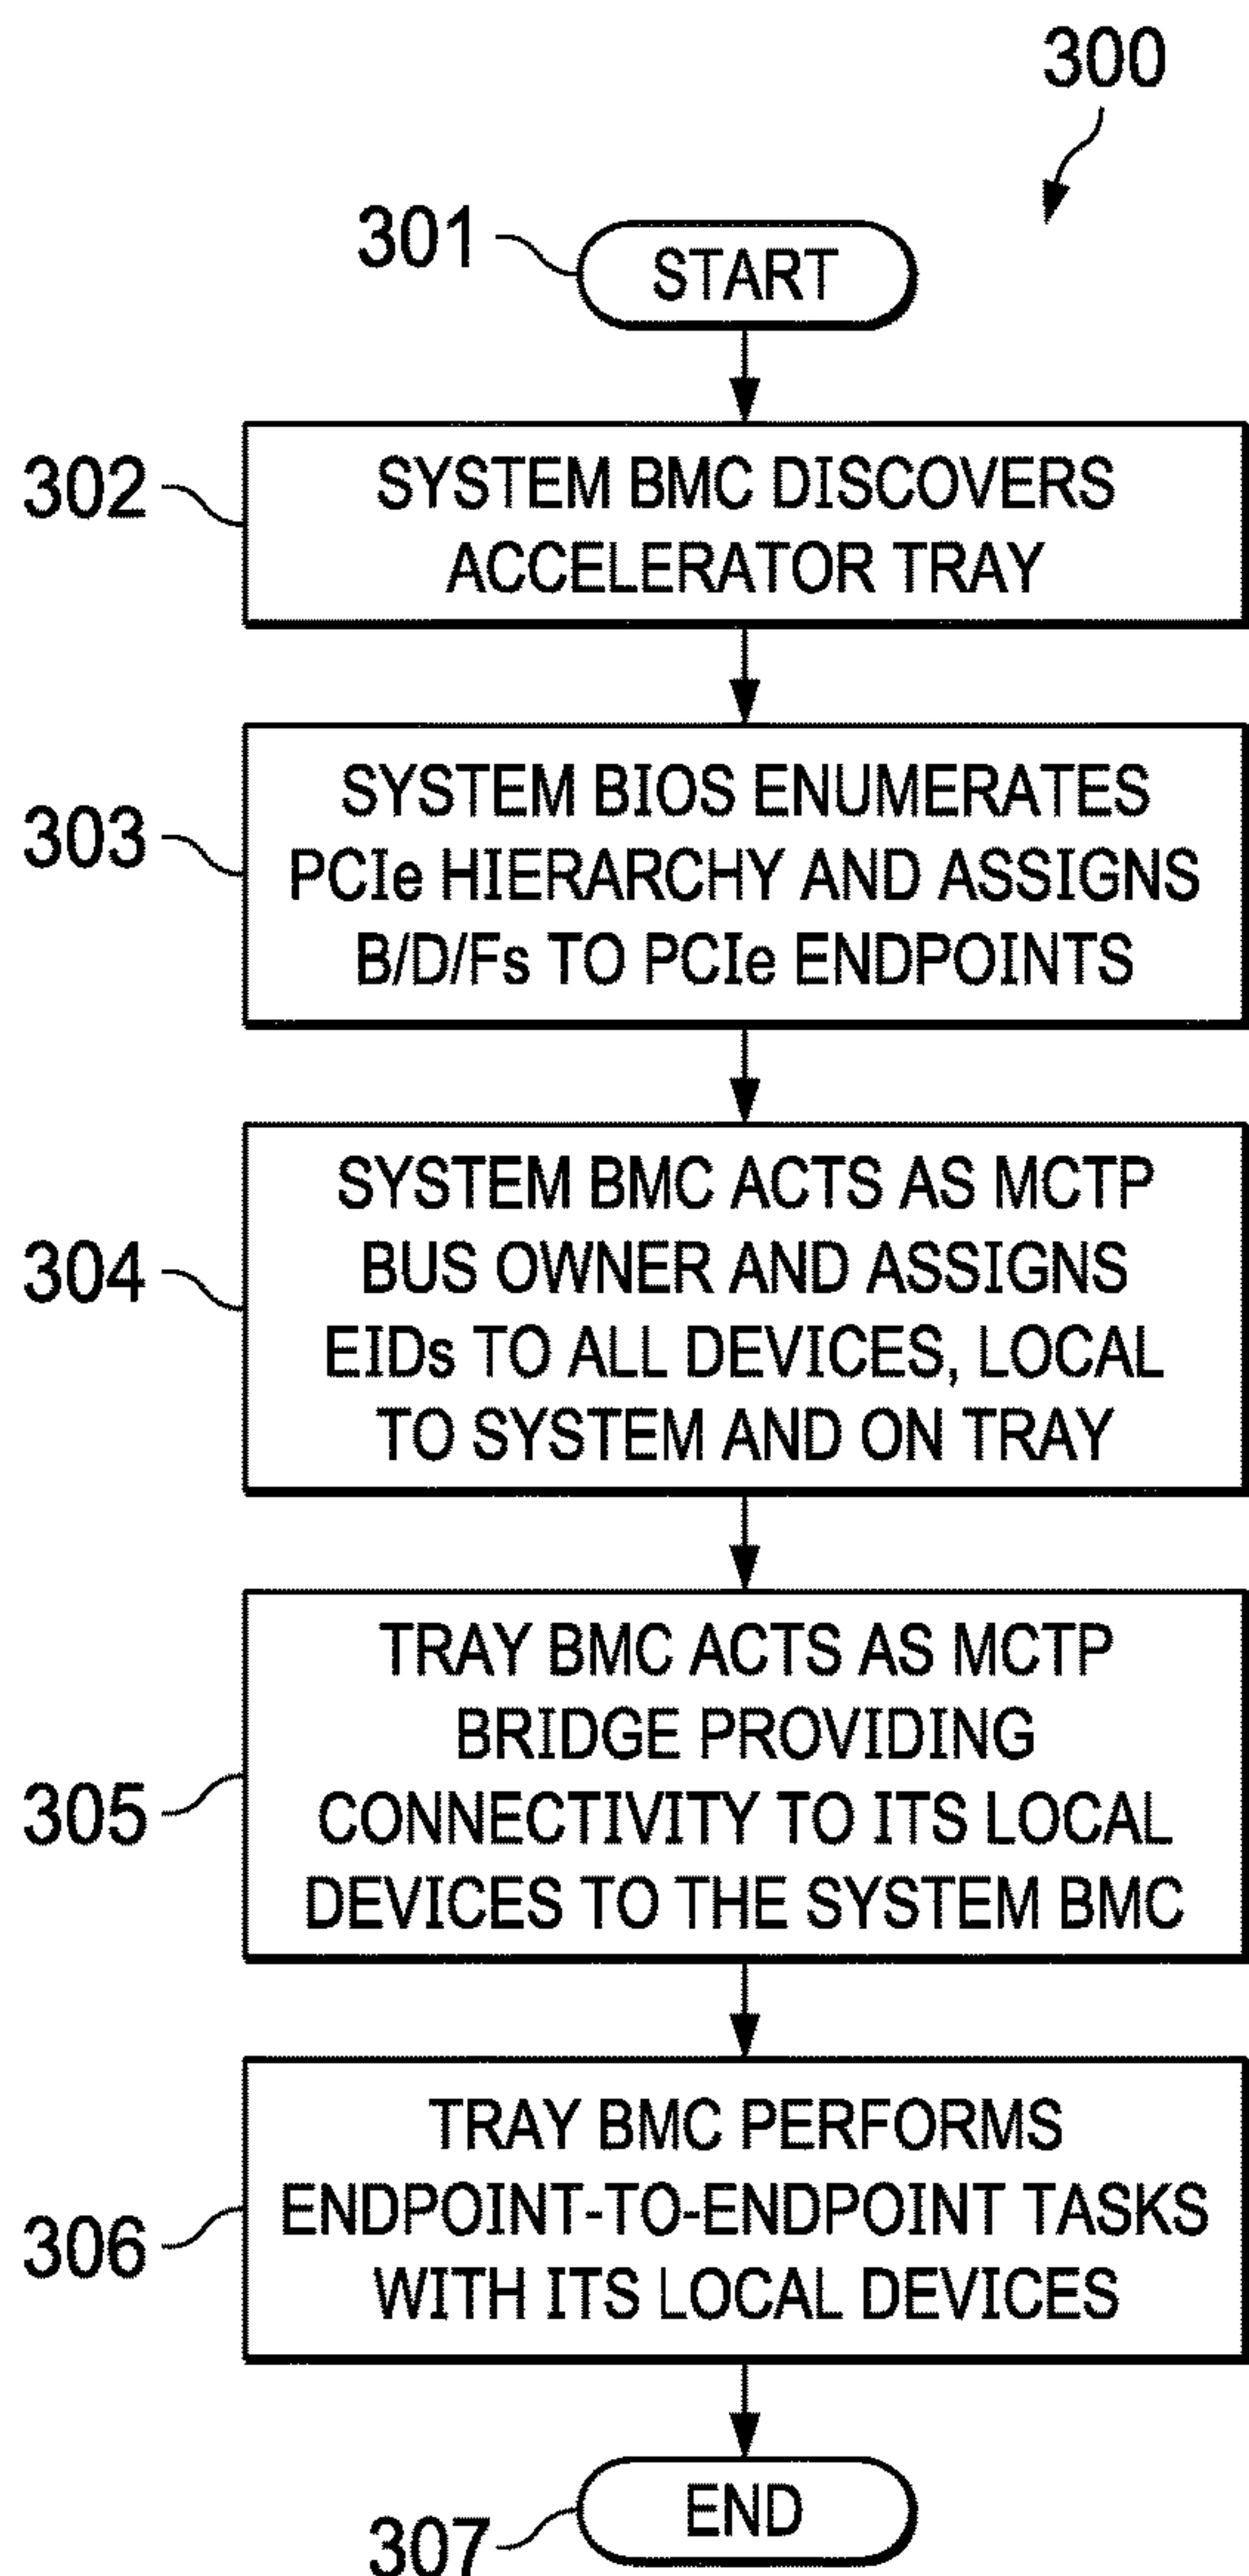 300
301
START
302
SYSTEM BMC DISCOVERS
ACCELERATOR TRAY
303
SYSTEM BIOS ENUMERATES
PCIe HIERARCHY AND ASSIGNS
B/D/Fs TO PCIe ENDPOINTS
304
SYSTEM BMC ACTS AS MCTP
BUS OWNER AND ASSIGNS
EIDs TO ALL DEVICES, LOCAL
TO SYSTEM AND ON TRAY
305
TRAY BMC ACTS AS MCTP
BRIDGE PROVIDING
CONNECTIVITY TO ITS LOCAL
DEVICES TO THE SYSTEM BMC
306
TRAY BMC PERFORMS
ENDPOINT-TO-ENDPOINT TASKS
WITH ITS LOCAL DEVICES
307
END